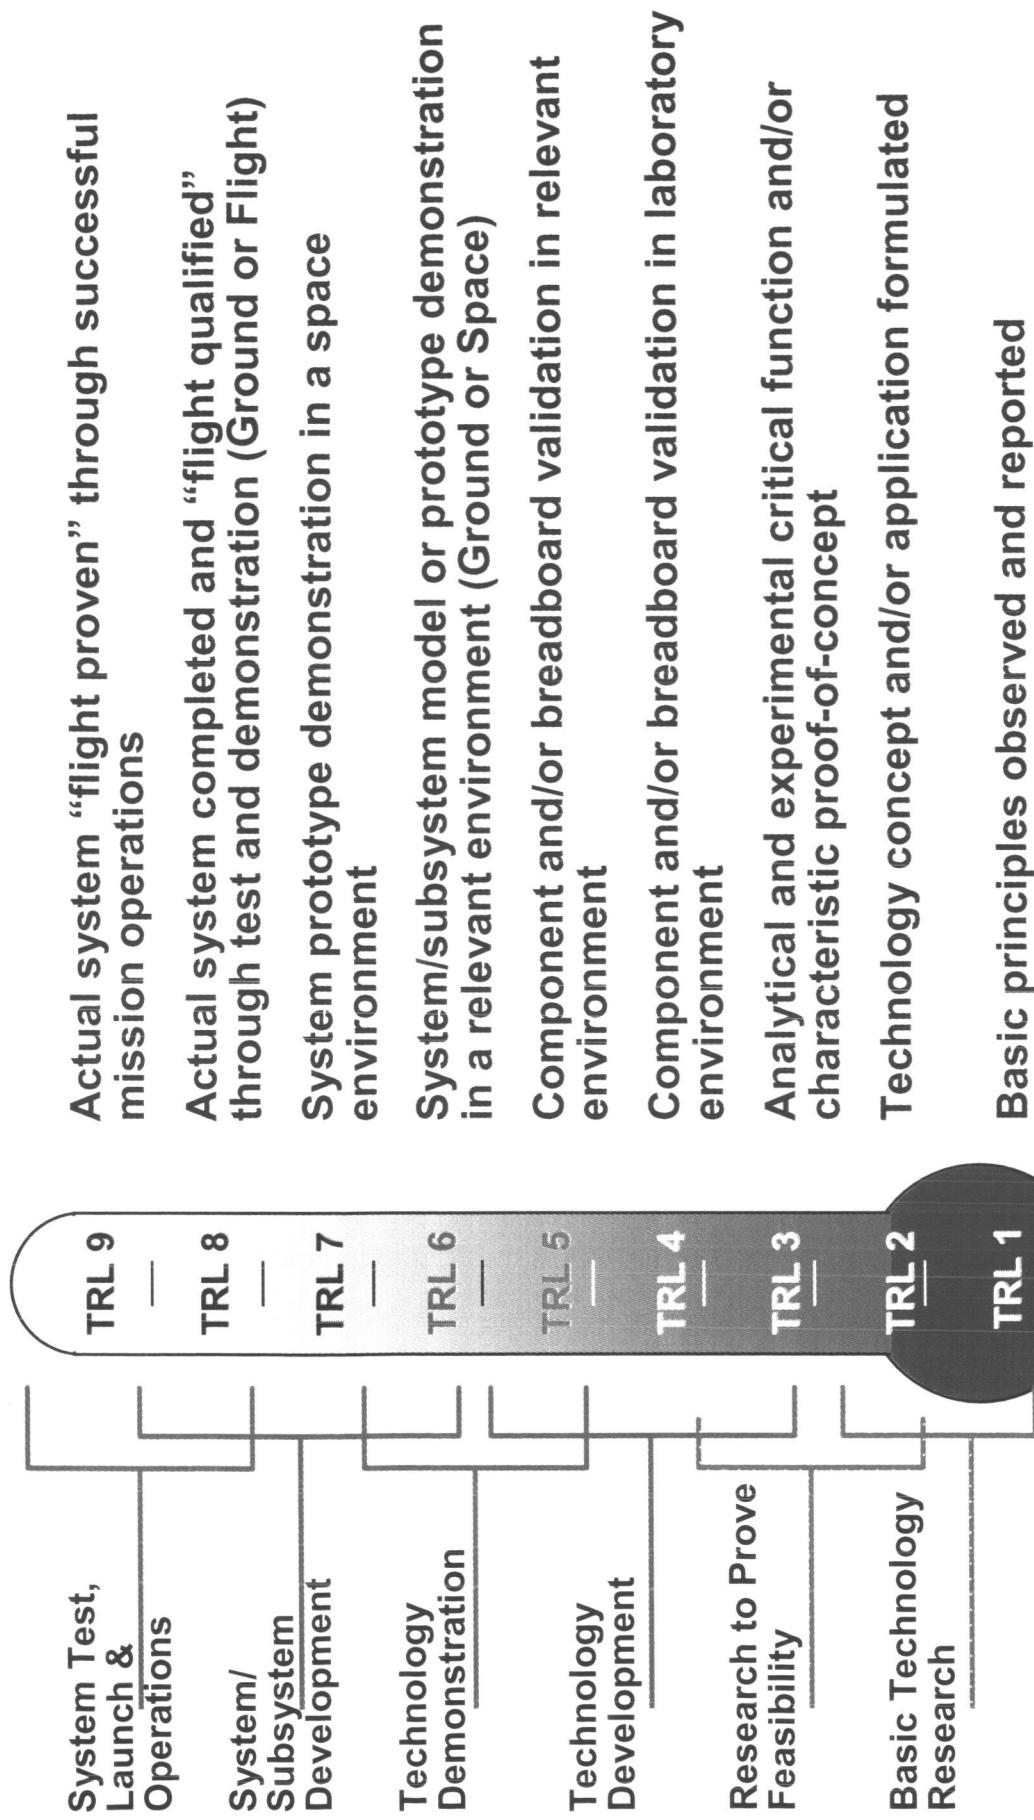 System Test,
Launch &
Operations
System/
Subsystem
Development
Technology
Demonstration
Technology
Development
Research to Prove
Feasibility
Basic Technology
Research
TRL 9
TRL 8
TRL 7
TRL 6
TRL 5
TRL 4
TRL 3
TRL 2
TRL 1
Actual system “flight proven” through successful
mission operations
Actual system completed and “flight qualified”
through test and demonstration (Ground or Flight)
System prototype demonstration in a space
environment
System/subsystem model or prototype demonstration
in a relevant environment (Ground or Space)
Component and/or breadboard validation in relevant
environment
Component and/or breadboard validation in laboratory
environment
Analytical and experimental critical function and/or
characteristic proof-of-concept
Technology concept and/or application formulated
Basic principles observed and reported